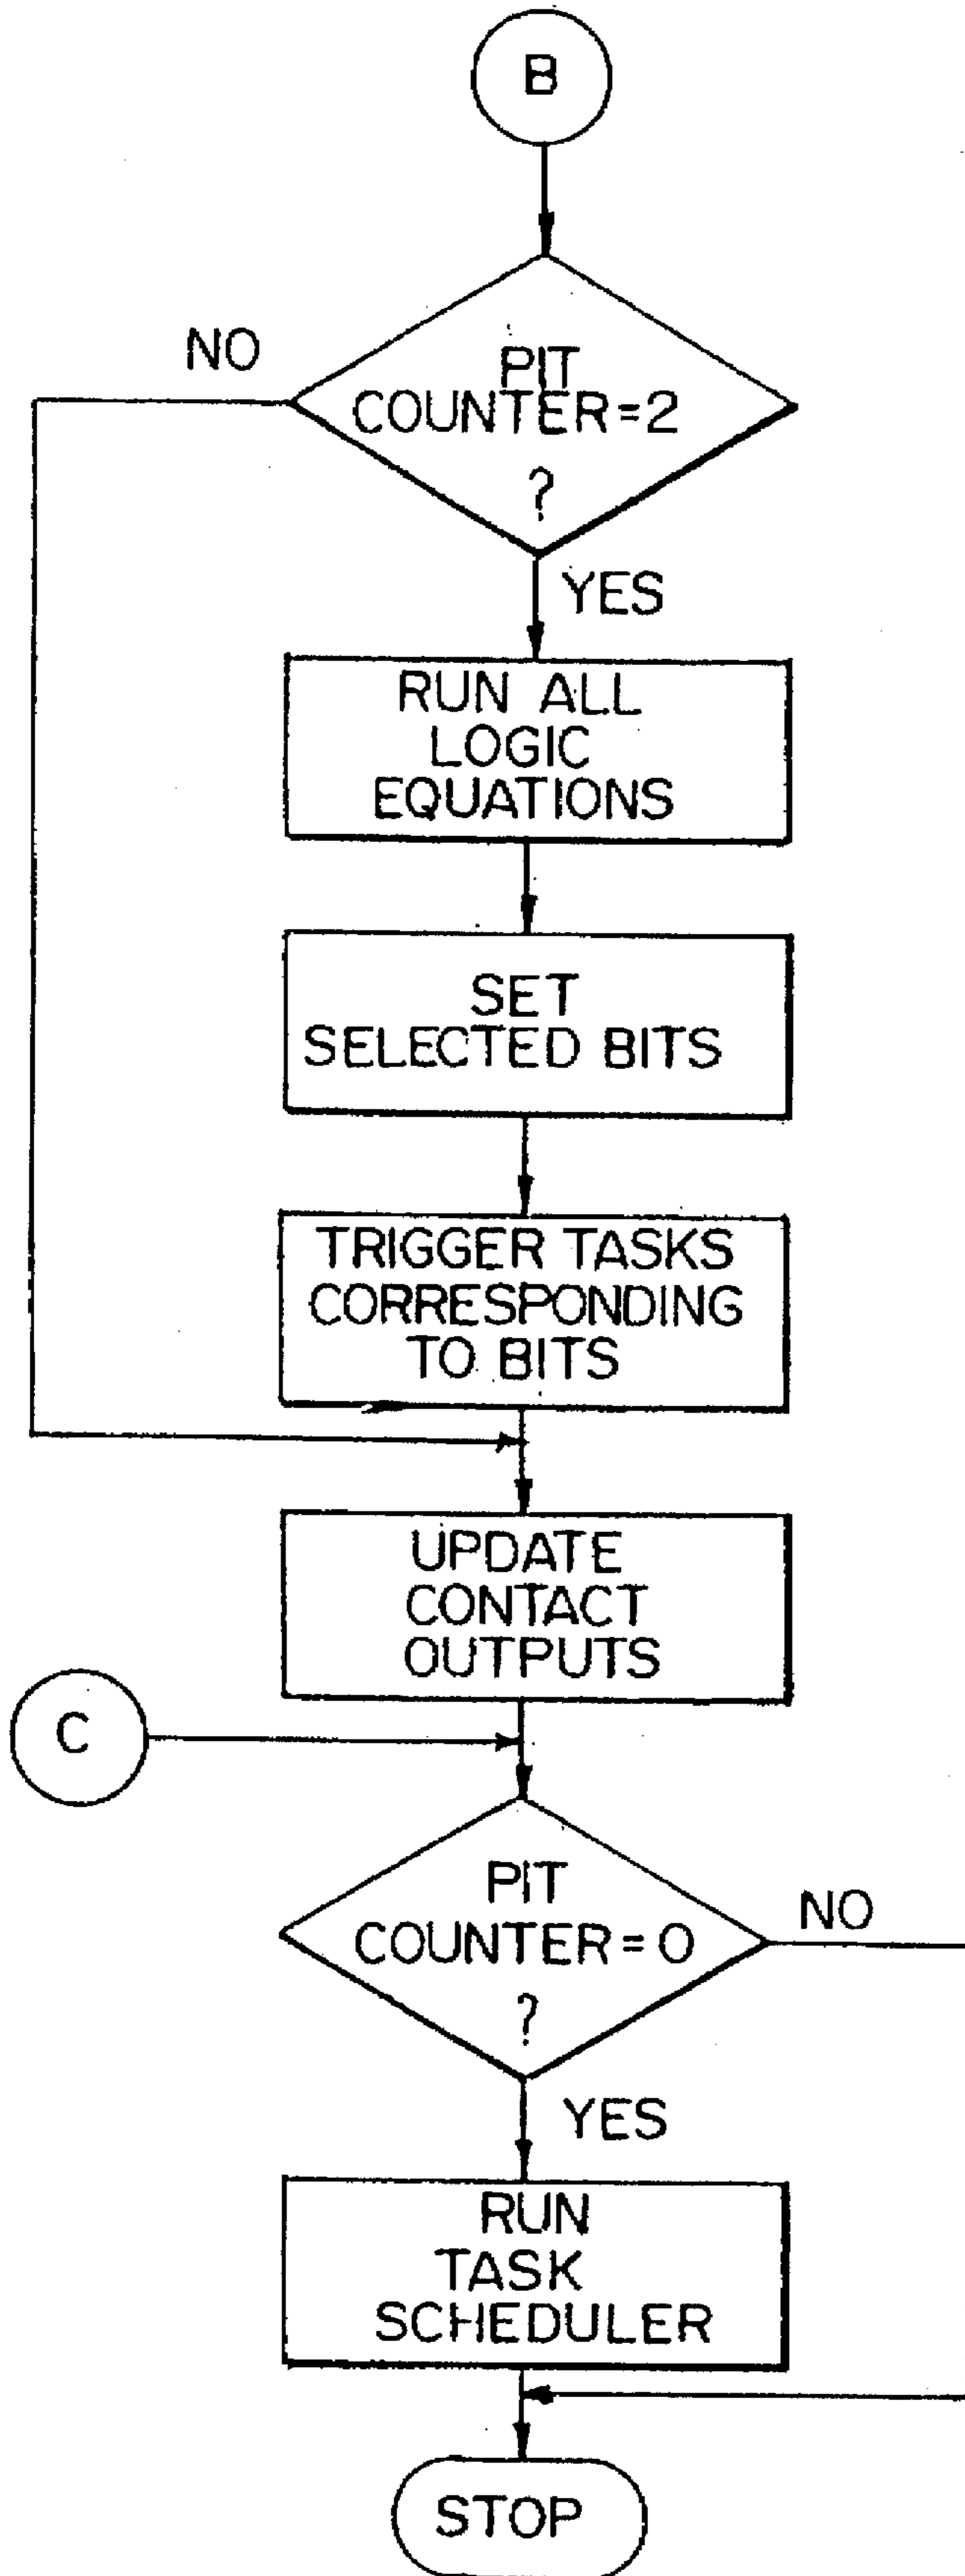 B
NO
PIT
COUNTER=2
?
YES
RUN ALL
LOGIC
EQUATIONS
SET
SELECTED BITS
TRIGGER TASKS
CORRESPONDING
TO BITS
UPDATE
CONTACT
OUTPUTS
C
PIT
COUNTER=0
?
NO
YES
RUN
TASK
SCHEDULER
STOP